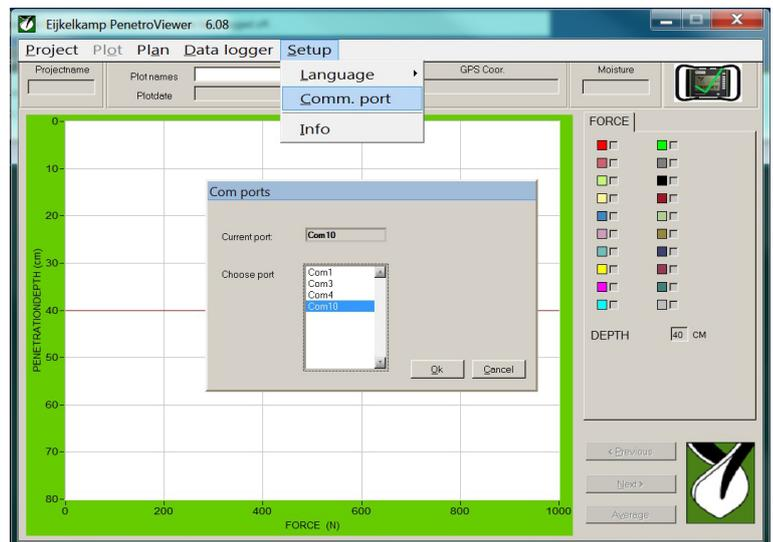 Eijkelkamp PenetroViewer 6.08
Project Plot Plan Data logger Setup
Language
Comm. port
Info
Projectname
Plotnames
Plotdate
GPS Coor.
Moisture
FORCE
DEPTH 40 CM
< Previous
Next >
Average
Com ports
Current port: Com10
Choose port
Com1
Com3
Com4
Com10
Ok Cancel
PENETRATIONDEPTH (cm)
0
10
20
30
40
50
60
70
80
0 200 400 600 800 1000
FORCE (N)